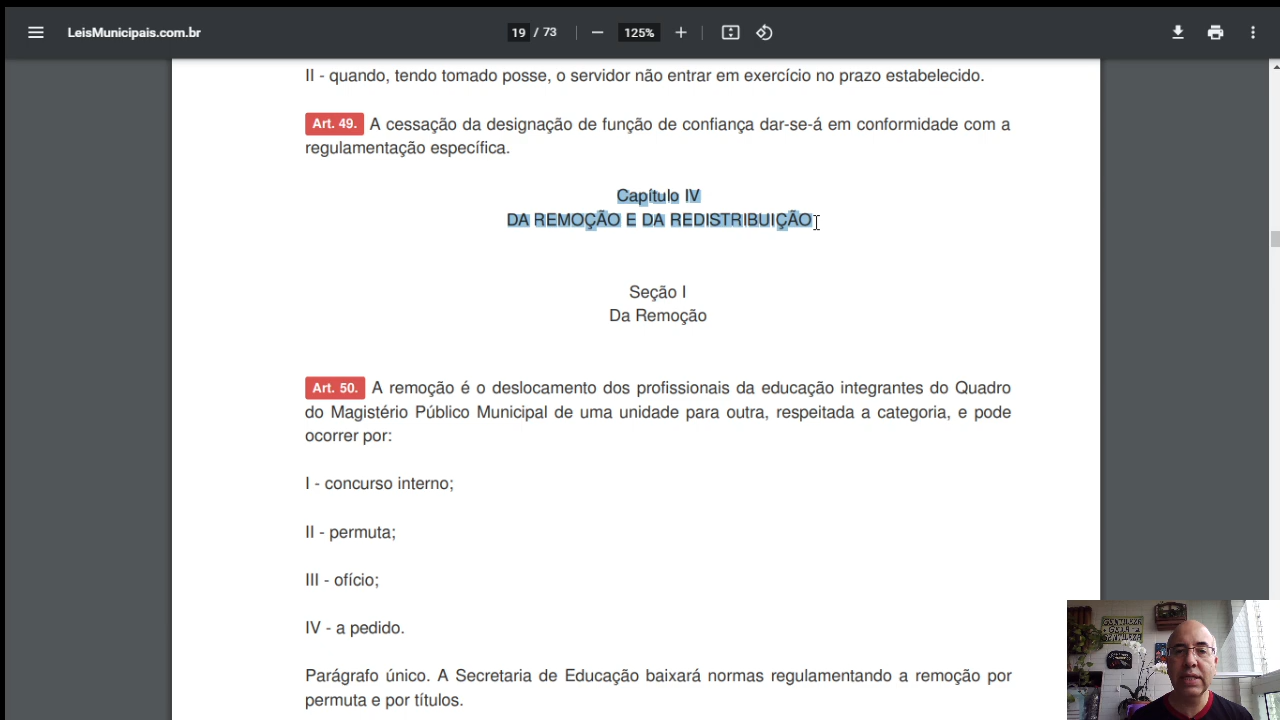 LeisMunicipais.com.br
19 / 73
125%
II - quando, tendo tomado posse, o servidor não entrar em exercício no prazo estabelecido.
Art. 49. A cessação da designação de função de confiança dar-se-á em conformidade com a
regulamentação específica.
Capítulo IV
DA REMOÇÃO E DA REDISTRIBUIÇÃO
Seção I
Da Remoção
Art. 50. A remoção é o deslocamento dos profissionais da educação integrantes do Quadro
do Magistério Público Municipal de uma unidade para outra, respeitada a categoria, e pode
ocorrer por:
I - concurso interno;
II - permuta;
III - ofício;
IV - a pedido.
Parágrafo único. A Secretaria de Educação baixará normas regulamentando a remoção por
permuta e por títulos.